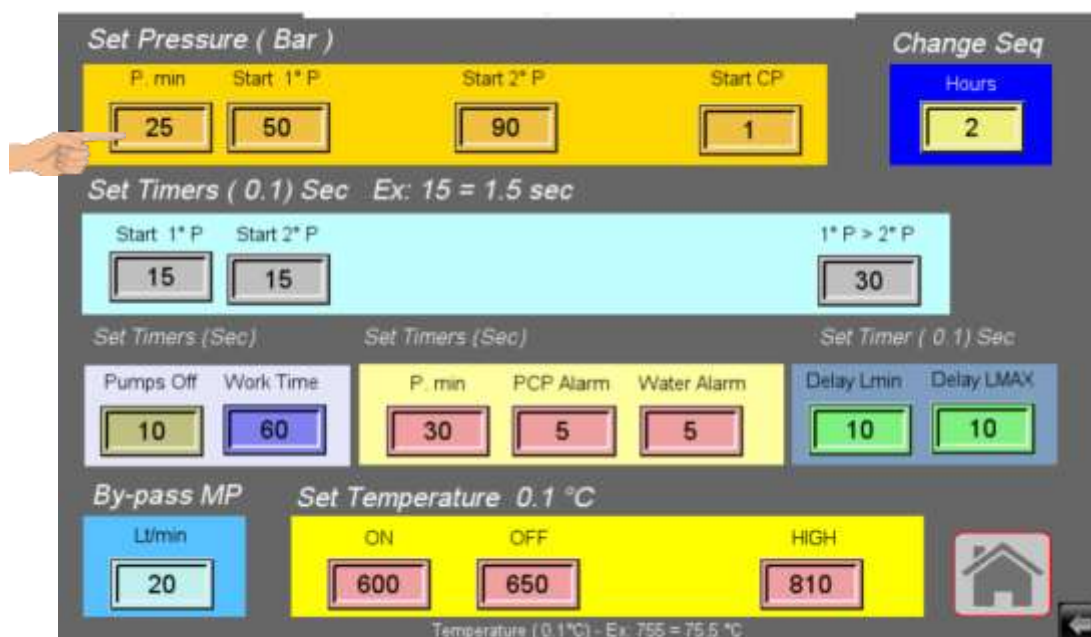 Set Pressure ( Bar )
Change Seq
P. min Start 1° P Start 2° P Start CP
Hours
25 50 90 1
2
Set Timers ( 0.1) Sec Ex: 15 = 1.5 sec
Start 1° P Start 2° P 1° P > 2° P
15 15 30
Set Timers (Sec) Set Timers (Sec) Set Timer ( 0.1) Sec
Pumps Off Work Time P. min PCP Alarm Water Alarm Delay Lmin Delay LMAX
10 60 30 5 5 10 10
By-pass MP Set Temperature 0.1 °C
Lt/min ON OFF HIGH
20 600 650 810
Temperature ( 0.1°C) - Ex: 755 = 75.5 °C